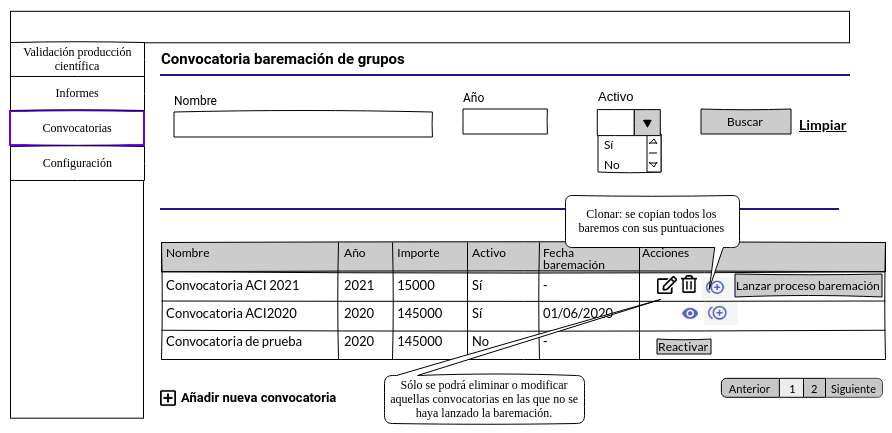 Validación producción
científica
Informes
Convocatorias
Configuración
Convocatoria baremación de grupos
Nombre
Año
Activo
Sí
No
Buscar
Limpiar
Clonar: se copian todos los
baremos con sus puntuaciones
Nombre Año Importe Activo Fecha baremación Acciones
Convocatoria ACI 2021 2021 15000 Sí - Lanzar proceso baremación
Convocatoria ACI2020 2020 145000 Sí 01/06/2020
Convocatoria de prueba 2020 145000 No - Reactivar
Añadir nueva convocatoria
Sólo se podrá eliminar o modificar
aquellas convocatorias en las que no se
haya lanzado la baremación.
Anterior 1 2 Siguiente